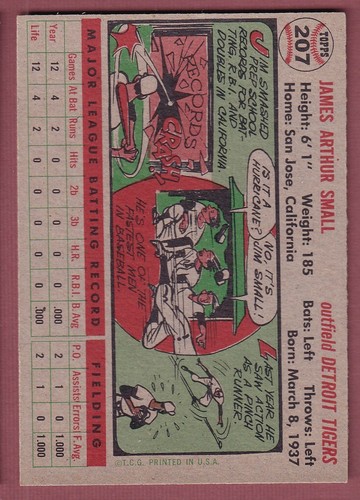 TOPPS
207
JAMES ARTHUR SMALL
outfield DETROIT TIGERS
Height: 6' 1" Weight: 185 Bats: Left Throws: Left
Home: San Jose, California Born: March 8, 1937
JIM SMASHED
PREP SCHOOL
RECORDS FOR BAT-
TING, R.B.I. AND
DOUBLES IN CALIFORNIA
RECORDS
CRASH
IS IT A
HURRICANE?
NO, IT'S
JIM SMALL!
HE'S ONE OF THE
FASTEST MEN
IN BASEBALL.
LAST YEAR HE
SAW ACTION
AS A PINCH
RUNNER
©T.C.G. PRINTED IN U.S.A.
MAJOR LEAGUE BATTING RECORD FIELDING
Games At Bat Runs Hits 2b 3b H.R. R.B.I. B. Avg P.O. Assists Errors F. Avg.
Year 12 4 2 0 0 0 0 0 .000 2 1 0 1.000
Life 12 4 2 0 0 0 0 0 .000 2 1 0 1.000